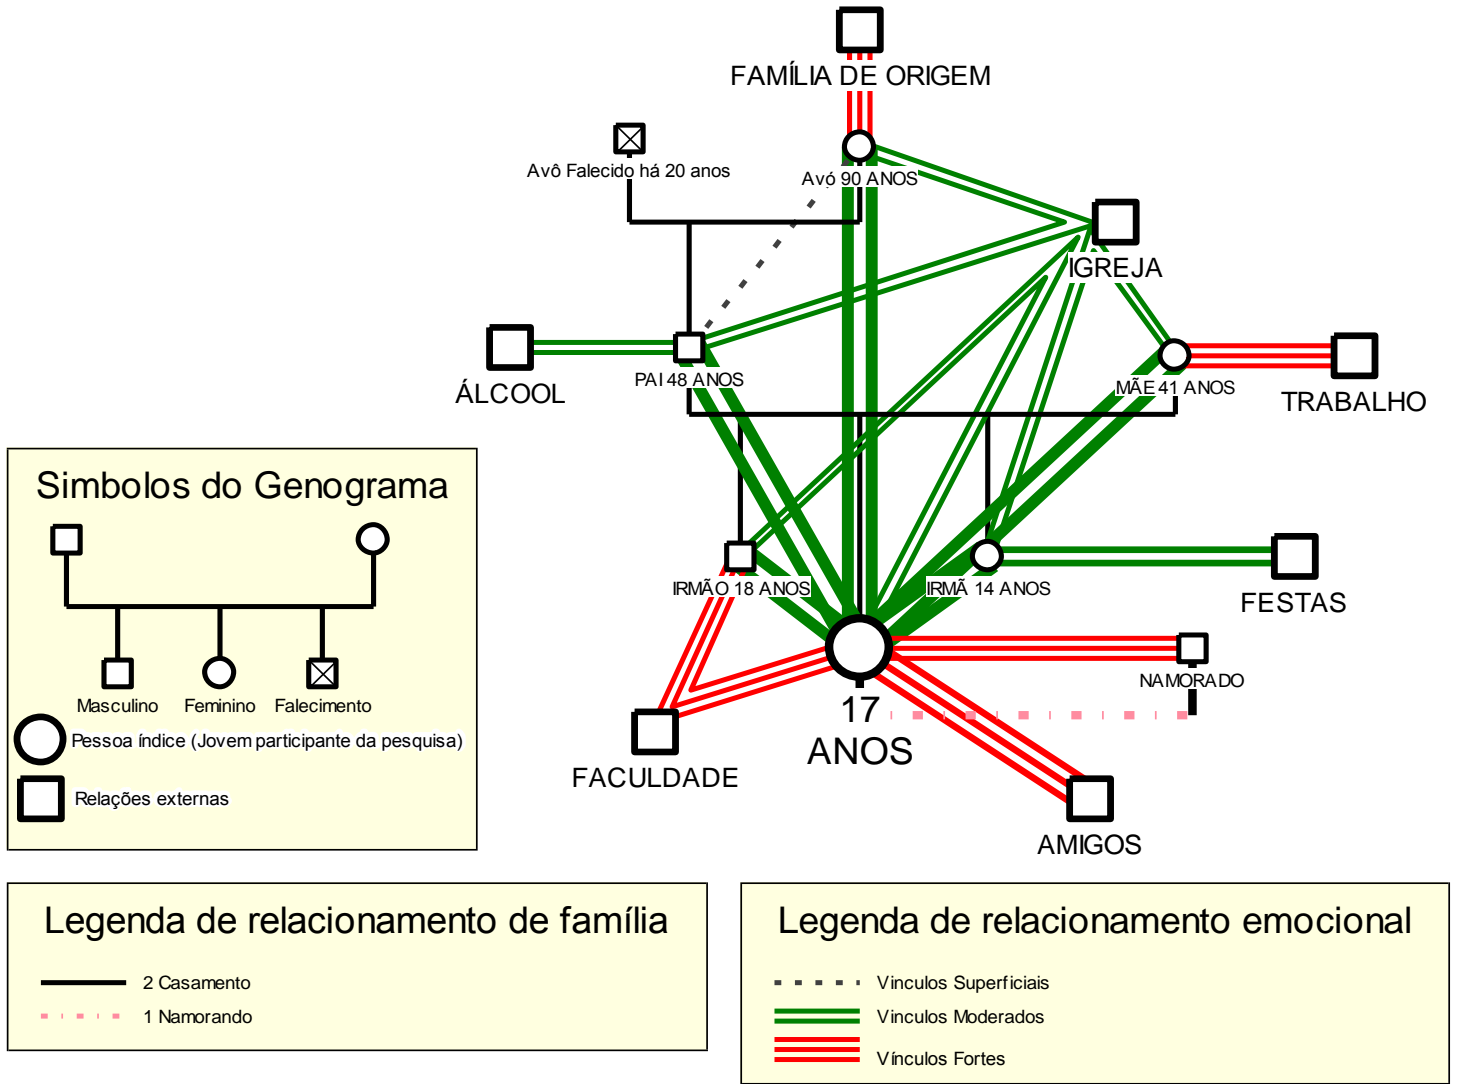 FAMÍLIA DE ORIGEM
Avô Falecido há 20 anos
Avó 90 ANOS
IGREJA
PAI 48 ANOS
MÃE 41 ANOS
ÁLCOOL
TRABALHO
IRMÃO 18 ANOS
IRMÃ 14 ANOS
FESTAS
NAMORADO
17
ANOS
FACULDADE
AMIGOS
Simbolos do Genograma
Masculino
Feminino
Falecimento
Pessoa índice (Jovem participante da pesquisa)
Relações externas
Legenda de relacionamento de família
2 Casamento
1 Namorando
Legenda de relacionamento emocional
Vinculos Superficiais
Vinculos Moderados
Vínculos Fortes